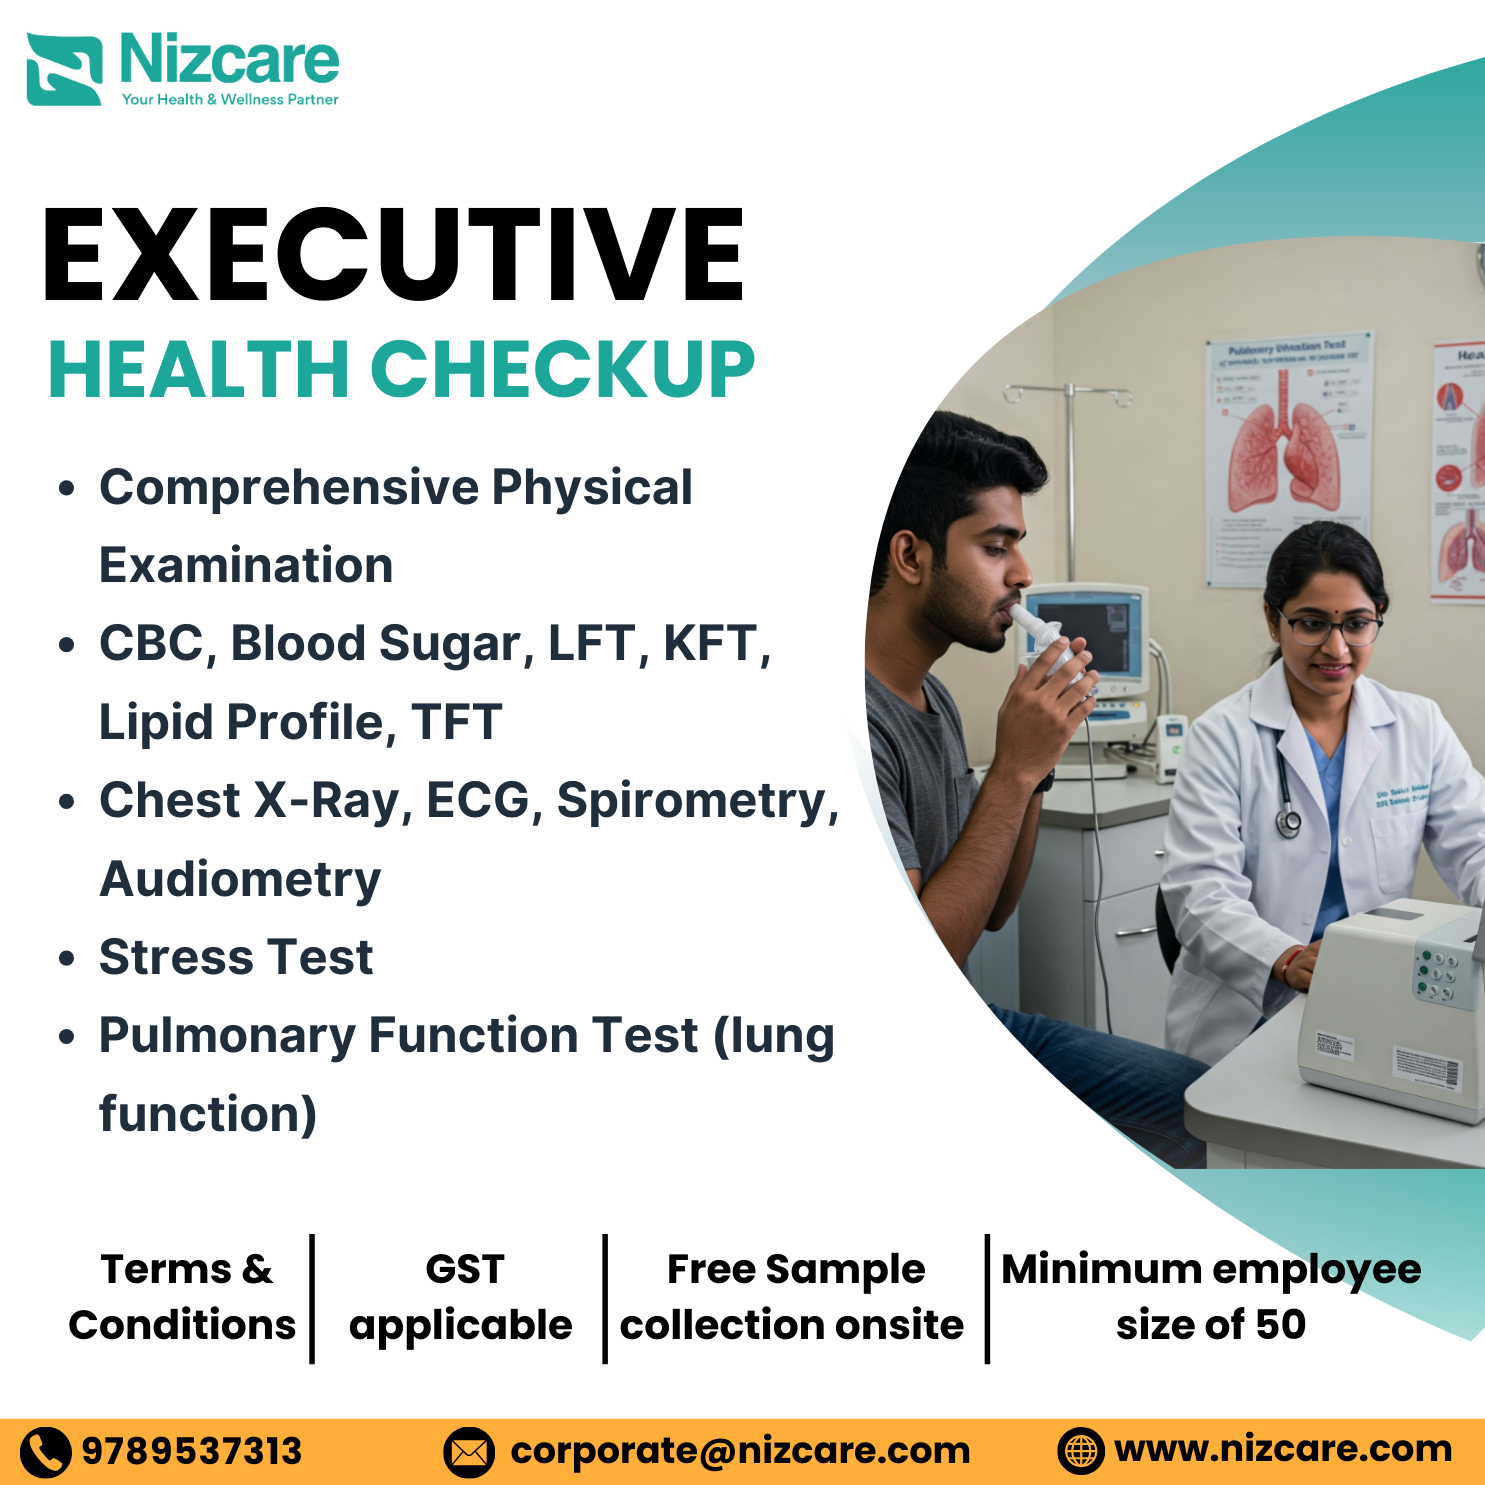 Nizcare
Your Health & Wellness Partner
EXECUTIVE
HEALTH CHECKUP
• Comprehensive Physical
Examination
• CBC, Blood Sugar, LFT, KFT,
Lipid Profile, TFT
• Chest X-Ray, ECG, Spirometry,
Audiometry
• Stress Test
• Pulmonary Function Test (lung
function)
Terms &
Conditions
GST
applicable
Free Sample
collection onsite
Minimum employee
size of 50
9789537313
corporate@nizcare.com
www.nizcare.com